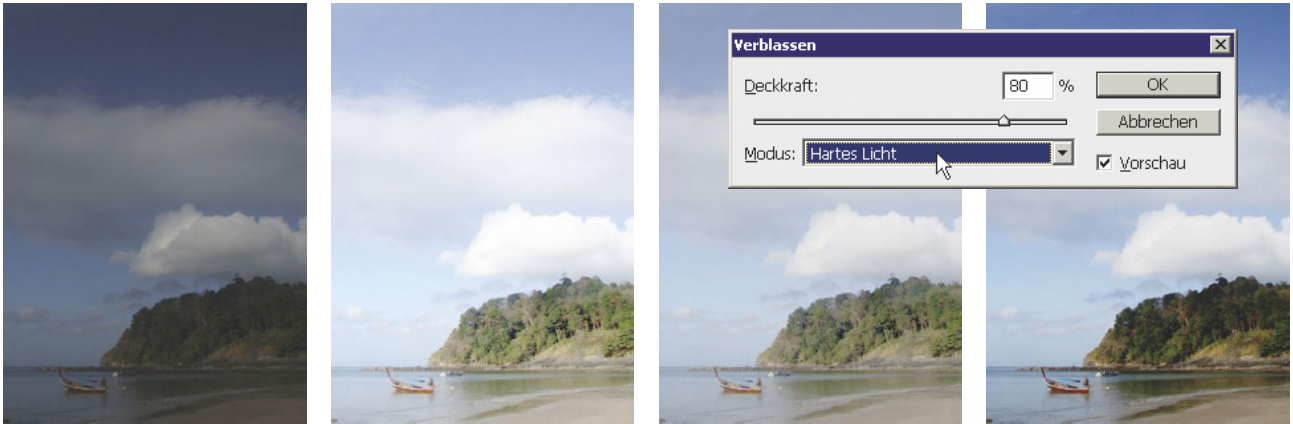 Verblassen
Deckkraft: 80 % OK
Abbrechen
Modus: Hartes Licht
Vorschau